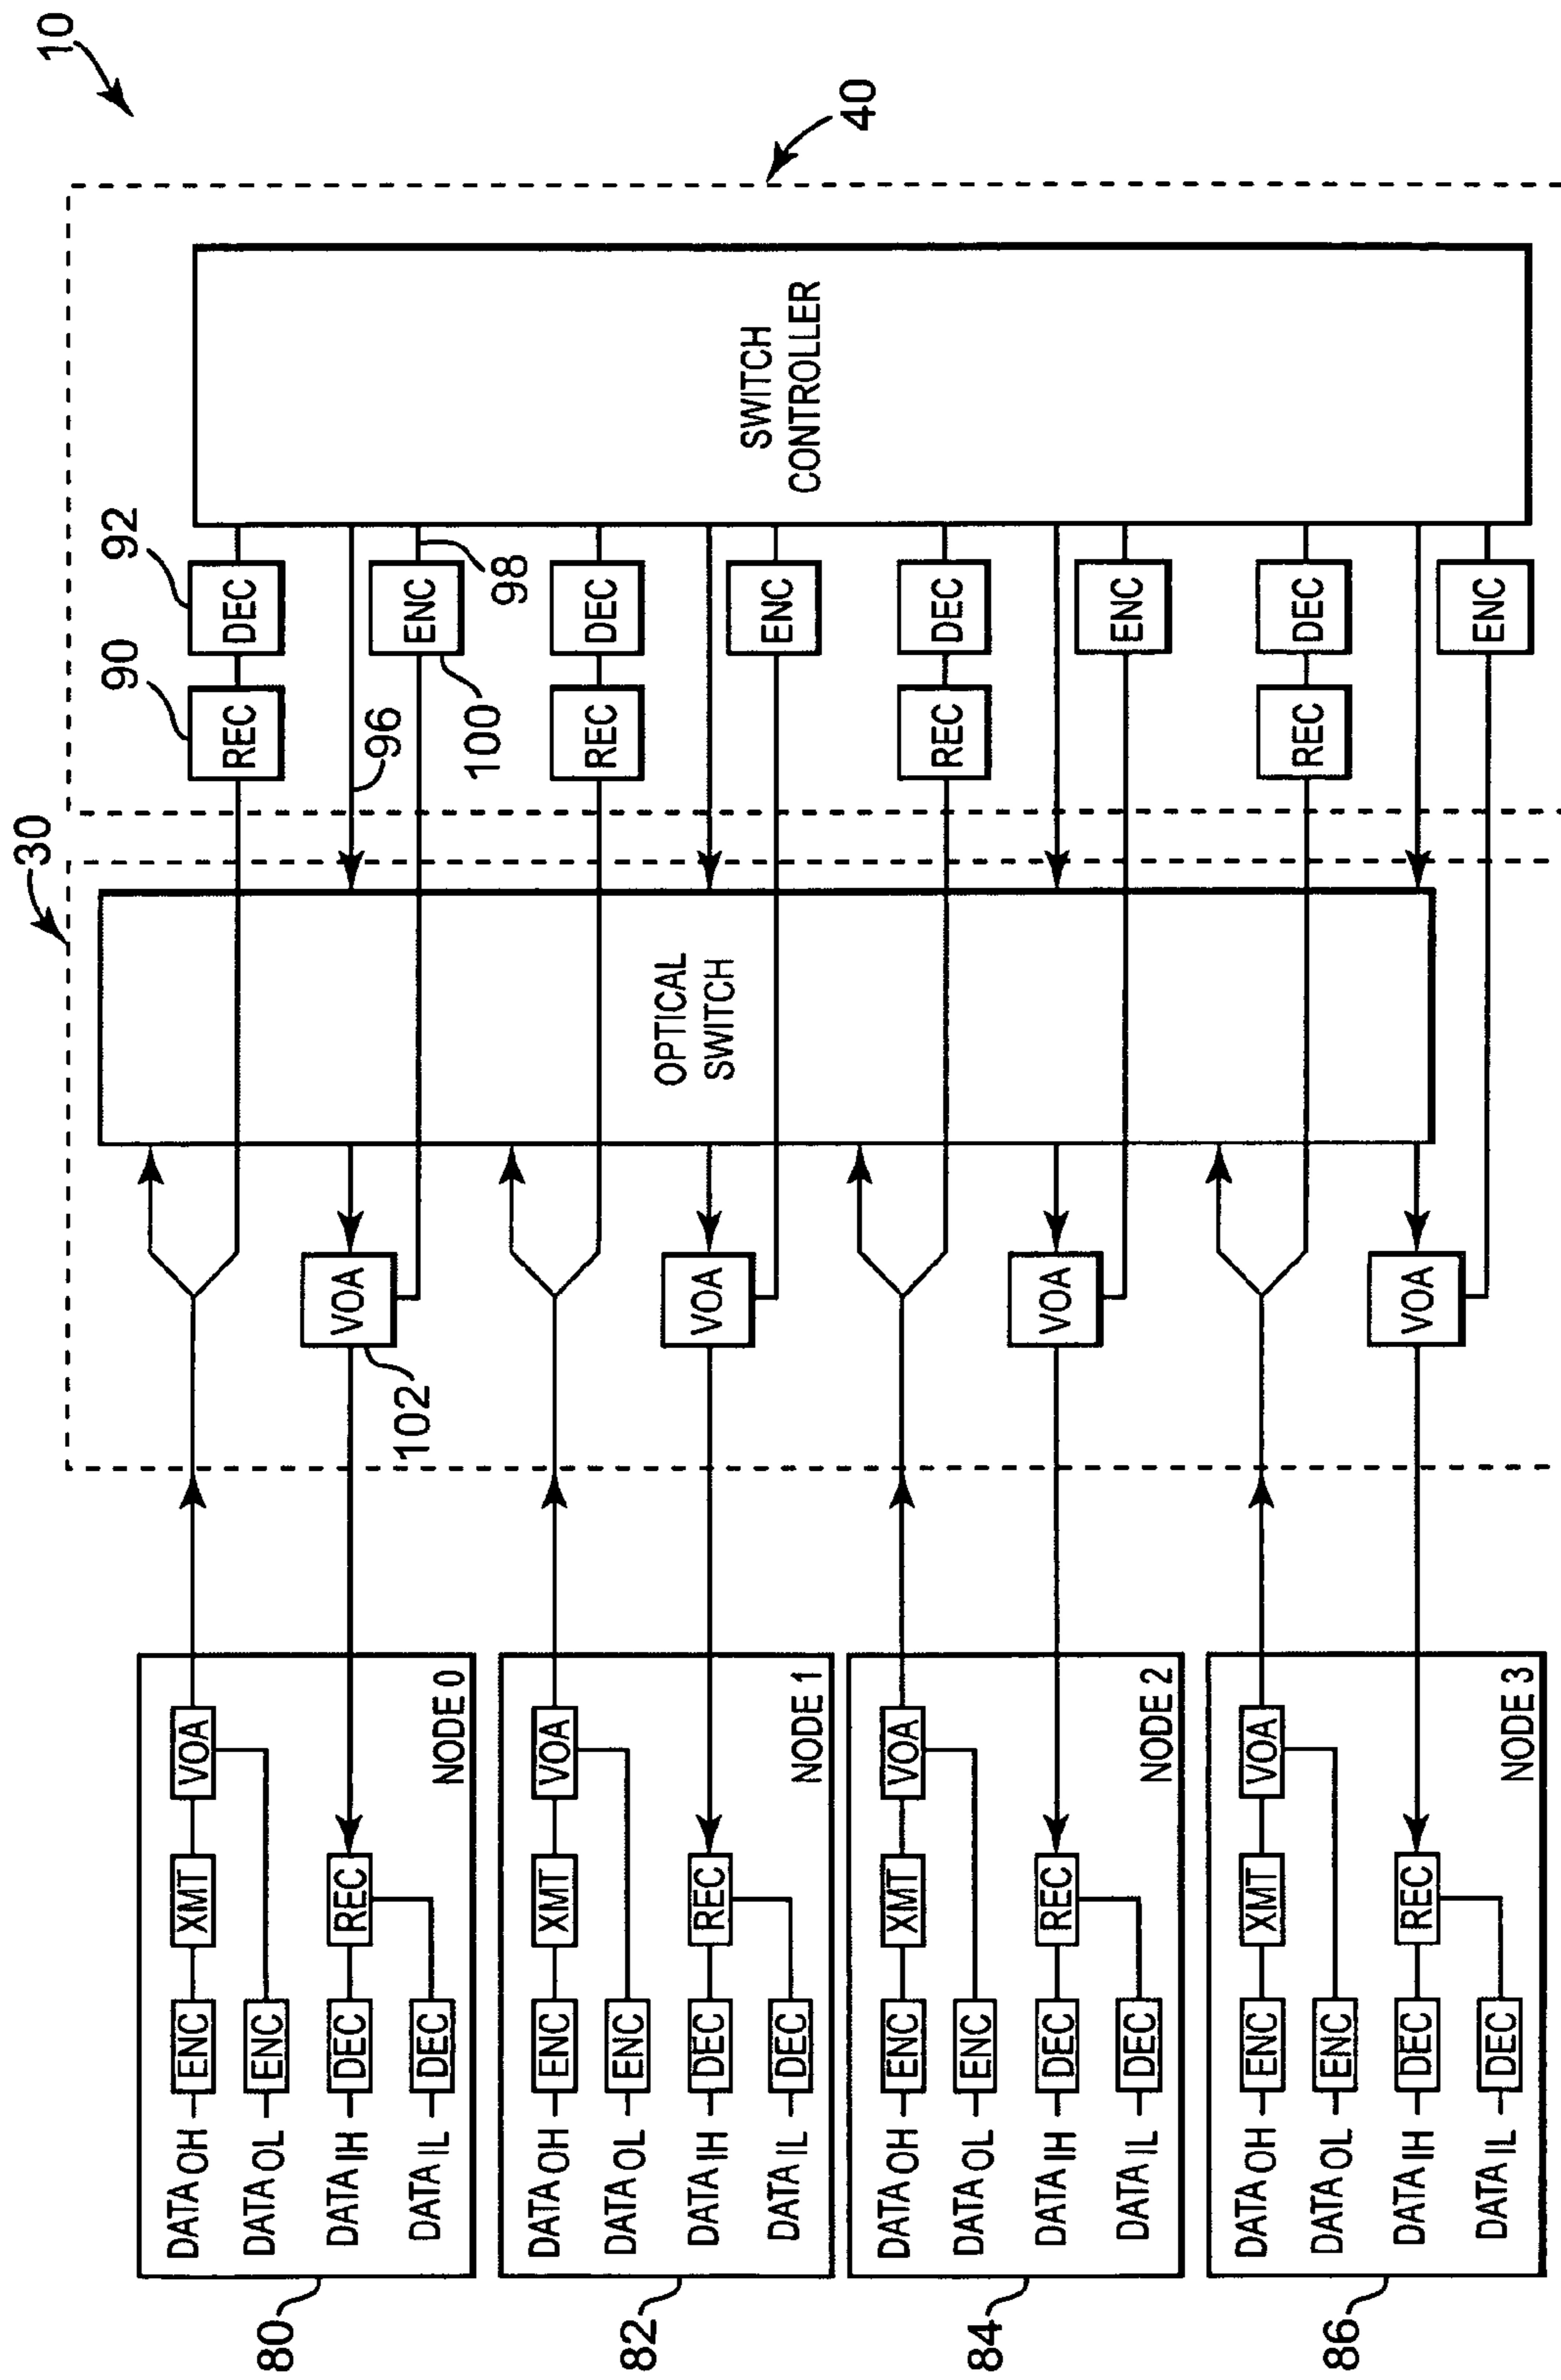 10
30
40
90
92
96
98
100
102
SWITCH
CONTROLLER
REC
DEC
ENC
REC
DEC
ENC
REC
DEC
ENC
REC
DEC
ENC
OPTICAL
SWITCH
VOA
VOA
VOA
VOA
80
DATA OH
ENC
XMT
VOA
DATA OL
ENC
DATA IH
DEC
REC
DATA IL
DEC
NODE 0
82
DATA OH
ENC
XMT
VOA
DATA OL
ENC
DATA IH
DEC
REC
DATA IL
DEC
NODE 1
84
DATA OH
ENC
XMT
VOA
DATA OL
ENC
DATA IH
DEC
REC
DATA IL
DEC
NODE 2
86
DATA OH
ENC
XMT
VOA
DATA OL
ENC
DATA IH
DEC
REC
DATA IL
DEC
NODE 3